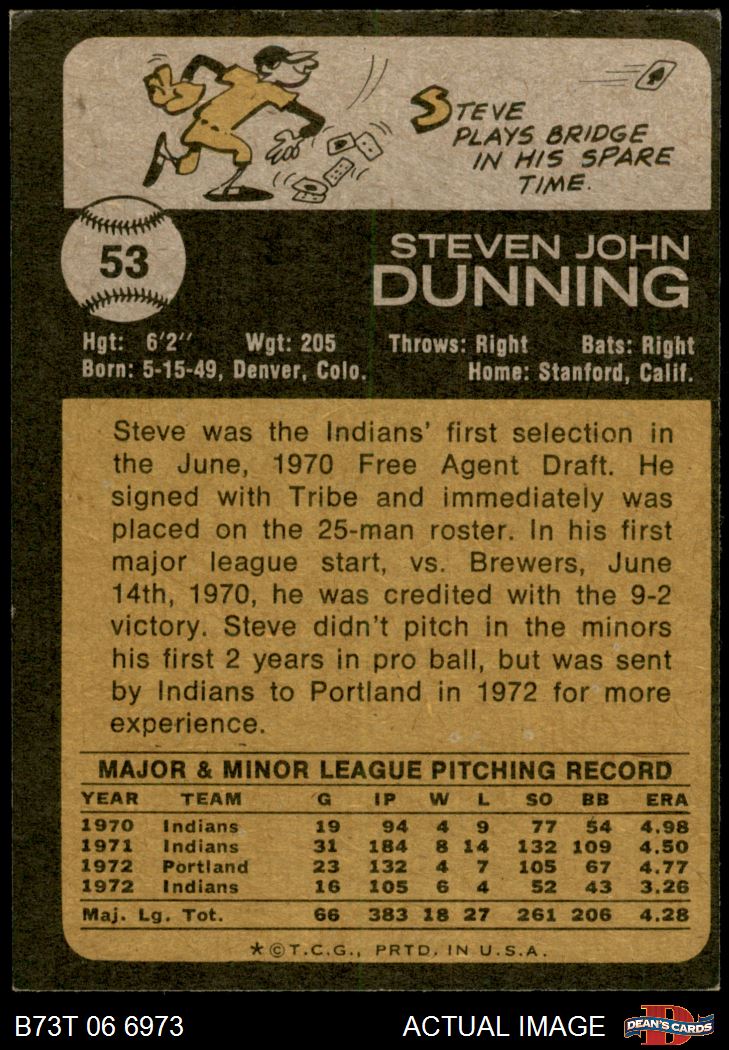 STEVE
PLAYS BRIDGE
IN HIS SPARE
TIME.
53
STEVEN JOHN
DUNNING
Hgt: 6'2" Wgt: 205 Throws: Right Bats: Right
Born: 5-15-49, Denver, Colo. Home: Stanford, Calif.
Steve was the Indians' first selection in
the June, 1970 Free Agent Draft. He
signed with Tribe and immediately was
placed on the 25-man roster. In his first
major league start, vs. Brewers, June
14th, 1970, he was credited with the 9-2
victory. Steve didn't pitch in the minors
his first 2 years in pro ball, but was sent
by Indians to Portland in 1972 for more
experience.
MAJOR & MINOR LEAGUE PITCHING RECORD
YEAR TEAM G IP W L SO BB ERA
1970 Indians 19 94 4 9 77 54 4.98
1971 Indians 31 184 8 14 132 109 4.50
1972 Portland 23 132 4 7 105 67 4.77
1972 Indians 16 105 6 4 52 43 3.26
Maj. Lg. Tot. 66 383 18 27 261 206 4.28
*©T.C.G., PRTD. IN U.S.A.
B73T 06 6973 ACTUAL IMAGE
D
DEAN'S CARDS